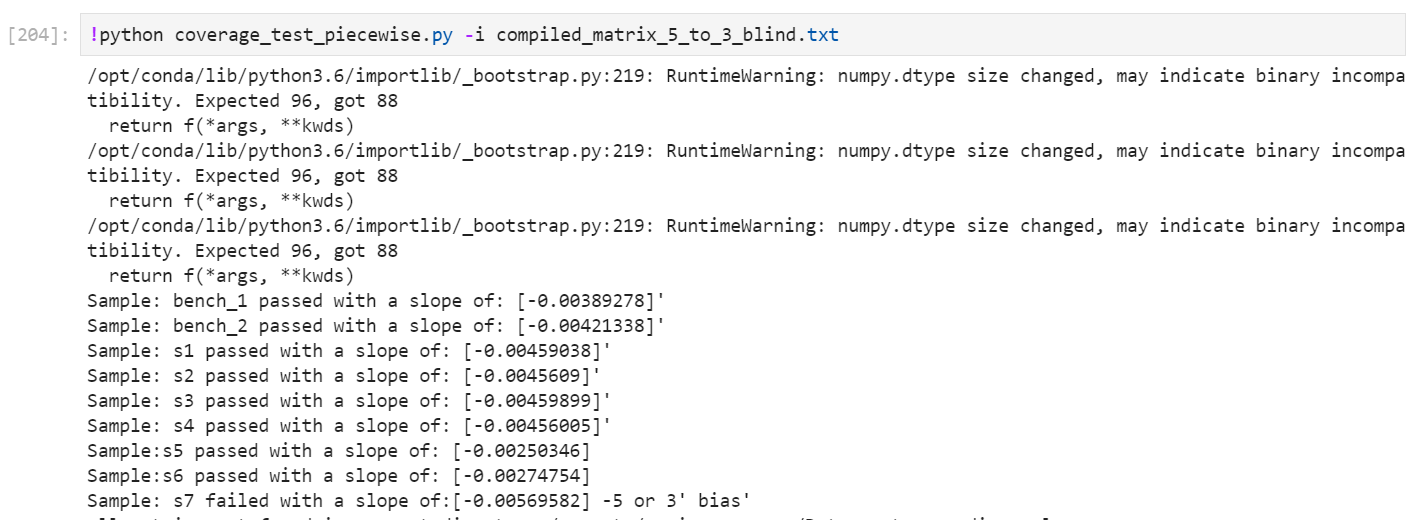 [204]: !python coverage_test_piecewise.py -i compiled_matrix_5_to_3_blind.txt
/opt/conda/lib/python3.6/importlib/_bootstrap.py:219: RuntimeWarning: numpy.dtype size changed, may indicate binary incompa
tibility. Expected 96, got 88
  return f(*args, **kwds)
/opt/conda/lib/python3.6/importlib/_bootstrap.py:219: RuntimeWarning: numpy.dtype size changed, may indicate binary incompa
tibility. Expected 96, got 88
  return f(*args, **kwds)
/opt/conda/lib/python3.6/importlib/_bootstrap.py:219: RuntimeWarning: numpy.dtype size changed, may indicate binary incompa
tibility. Expected 96, got 88
  return f(*args, **kwds)
Sample: bench_1 passed with a slope of: [-0.00389278]'
Sample: bench_2 passed with a slope of: [-0.00421338]'
Sample: s1 passed with a slope of: [-0.00459038]'
Sample: s2 passed with a slope of: [-0.0045609]'
Sample: s3 passed with a slope of: [-0.00459899]'
Sample: s4 passed with a slope of: [-0.00456005]'
Sample:s5 passed with a slope of: [-0.00250346]
Sample:s6 passed with a slope of: [-0.00274754]
Sample: s7 failed with a slope of:[-0.00569582] -5 or 3' bias'